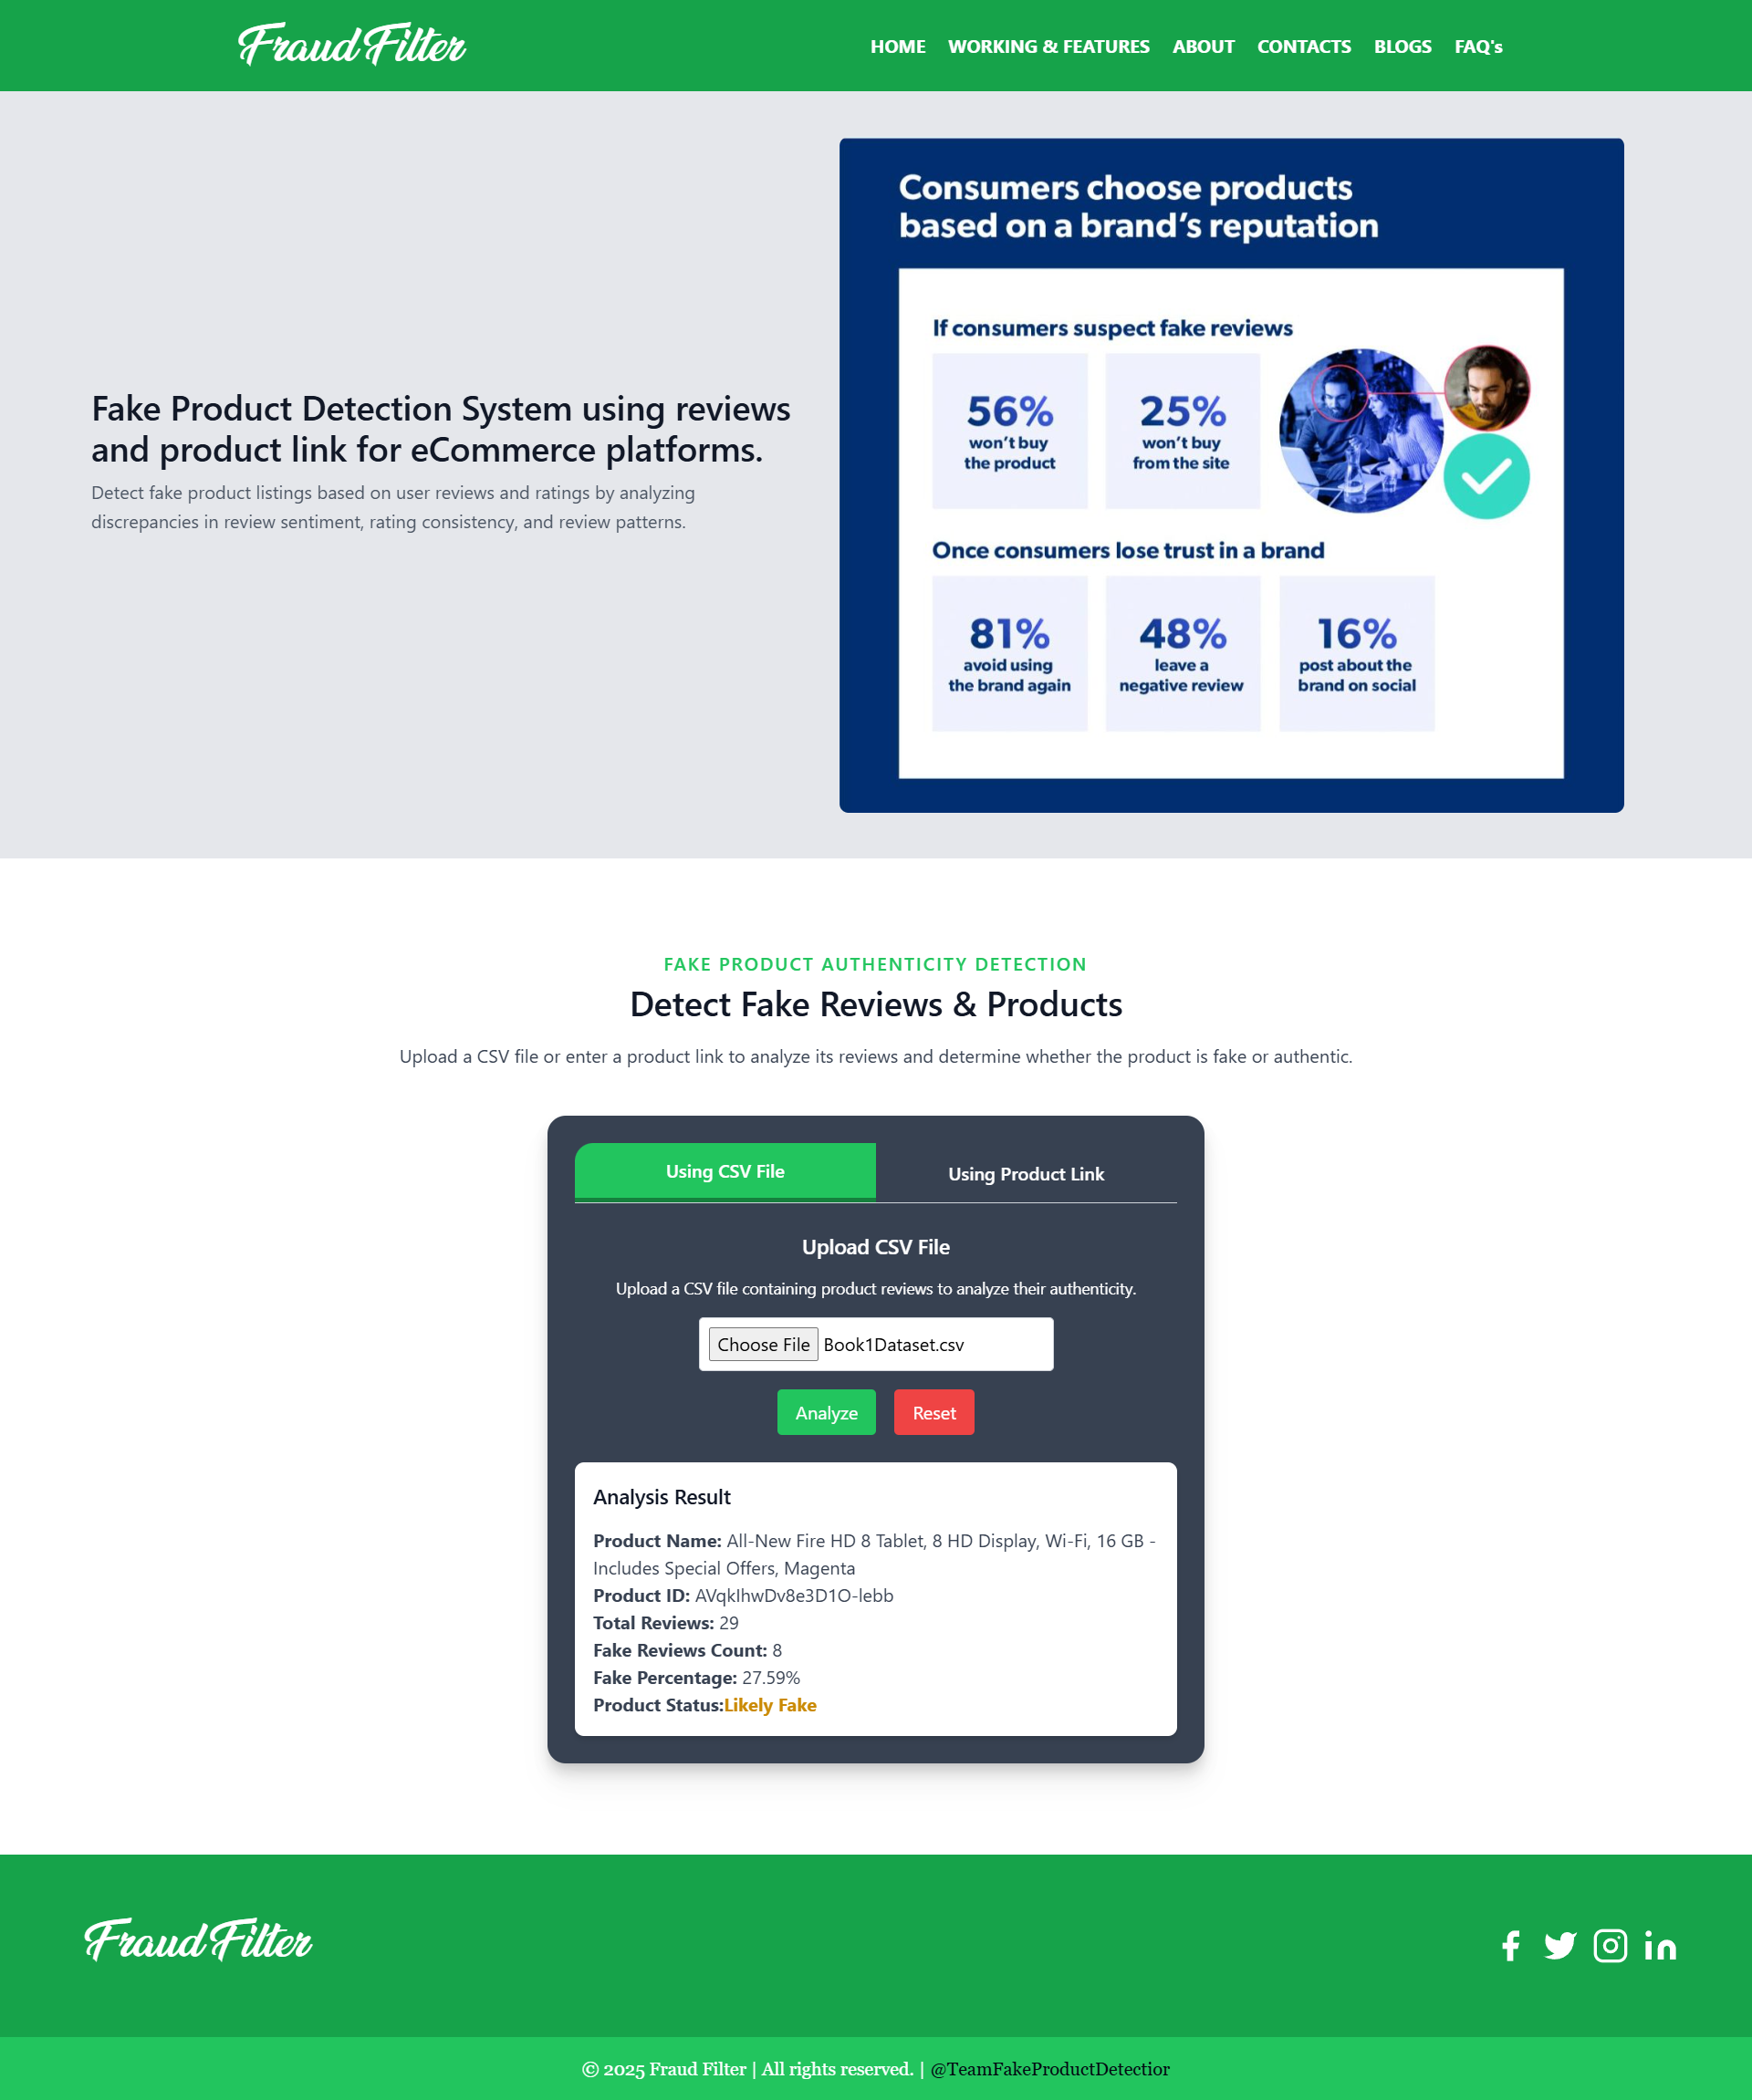 Fraud Filter
HOME WORKING & FEATURES ABOUT CONTACTS BLOGS FAQ's
Fake Product Detection System using reviews
and product link for eCommerce platforms.
Detect fake product listings based on user reviews and ratings by analyzing
discrepancies in review sentiment, rating consistency, and review patterns.
Consumers choose products
based on a brand’s reputation
If consumers suspect fake reviews
56%
won’t buy
the product
25%
won’t buy
from the site
Once consumers lose trust in a brand
81%
avoid using
the brand again
48%
leave a
negative review
16%
post about the
brand on social
FAKE PRODUCT AUTHENTICITY DETECTION
Detect Fake Reviews & Products
Upload a CSV file or enter a product link to analyze its reviews and determine whether the product is fake or authentic.
Using CSV File
Using Product Link
Upload CSV File
Upload a CSV file containing product reviews to analyze their authenticity.
Choose File Book1Dataset.csv
Analyze
Reset
Analysis Result
Product Name: All-New Fire HD 8 Tablet, 8 HD Display, Wi-Fi, 16 GB -
Includes Special Offers, Magenta
Product ID: AVqkIhwDv8e3D1O-lebb
Total Reviews: 29
Fake Reviews Count: 8
Fake Percentage: 27.59%
Product Status:Likely Fake
Fraud Filter
© 2025 Fraud Filter | All rights reserved. | @TeamFakeProductDetectior